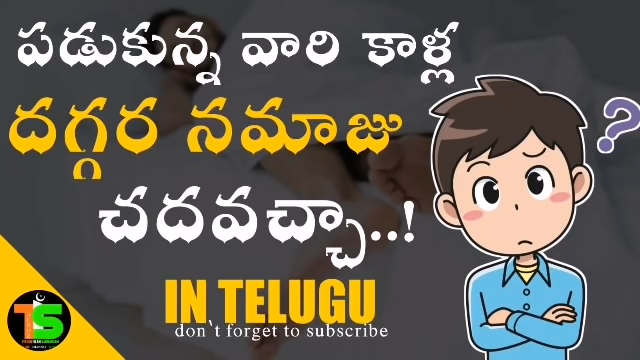 పడుకున్న వారి కాళ్ల
దగ్గర నమాజు
చదవచ్చా..!
?
IN TELUGU
don`t forget to subscribe
TS